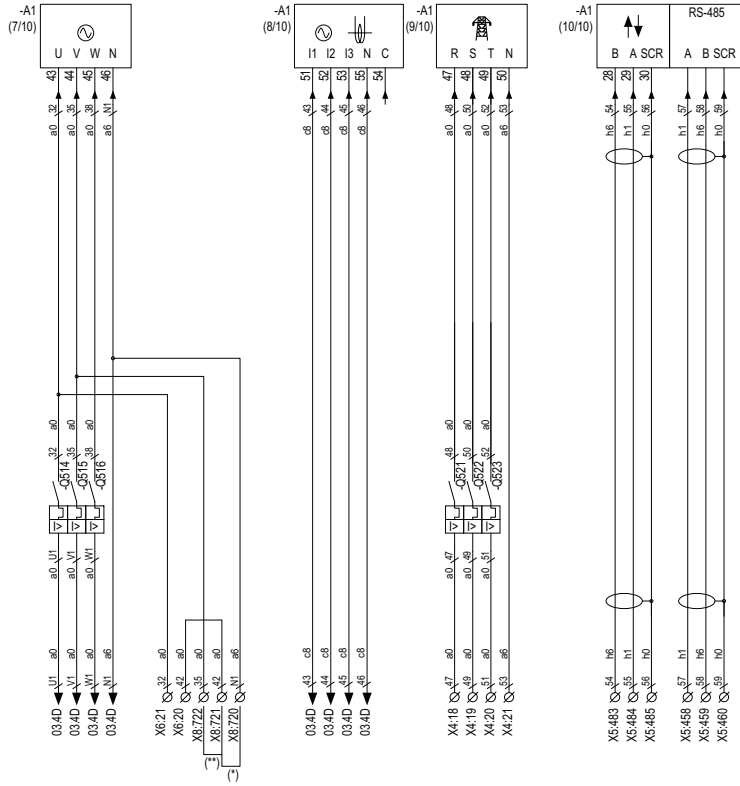 -A1 (7/10)
U V W N
43 44 45 46
32 35 38 N1
a0 a0 a0 a6
a0 a0 a0
32 35 38
-Q514 -Q515 -Q516
I> I> I>
U1 V1 W1
a0 a0 a0
a0 a0 a0 a6
U1 V1 W1 N1
03.4D 03.4D 03.4D 03.4D
a0 a0 a0 a0 a6
32 42 35 42 N1
X6:21 X6:20 X8:722 X8:721 X8:720
(**)
(*)
-A1 (8/10)
I1 I2 I3 N C
51 52 53 55 54
43 44 45 46
c8 c8 c8 c8
c8 c8 c8 c8
43 44 45 46
03.4D 03.4D 03.4D 03.4D
-A1 (9/10)
R S T N
47 48 49 50
48 50 52 53
a0 a0 a0 a6
a0 a0 a0
48 50 52
-Q521 -Q522 -Q523
I> I> I>
47 49 51
a0 a0 a0
a0 a0 a0 a6
47 49 51 53
X4:18 X4:19 X4:20 X4:21
-A1 (10/10)
RS-485
B A SCR A B SCR
28 29 30
54 55 56 57 58 59
h6 h1 h0 h1 h6 h0
h6 h1 h0 h1 h6 h0
54 55 56 57 58 59
X5:483 X5:484 X5:485 X5:458 X5:459 X5:460